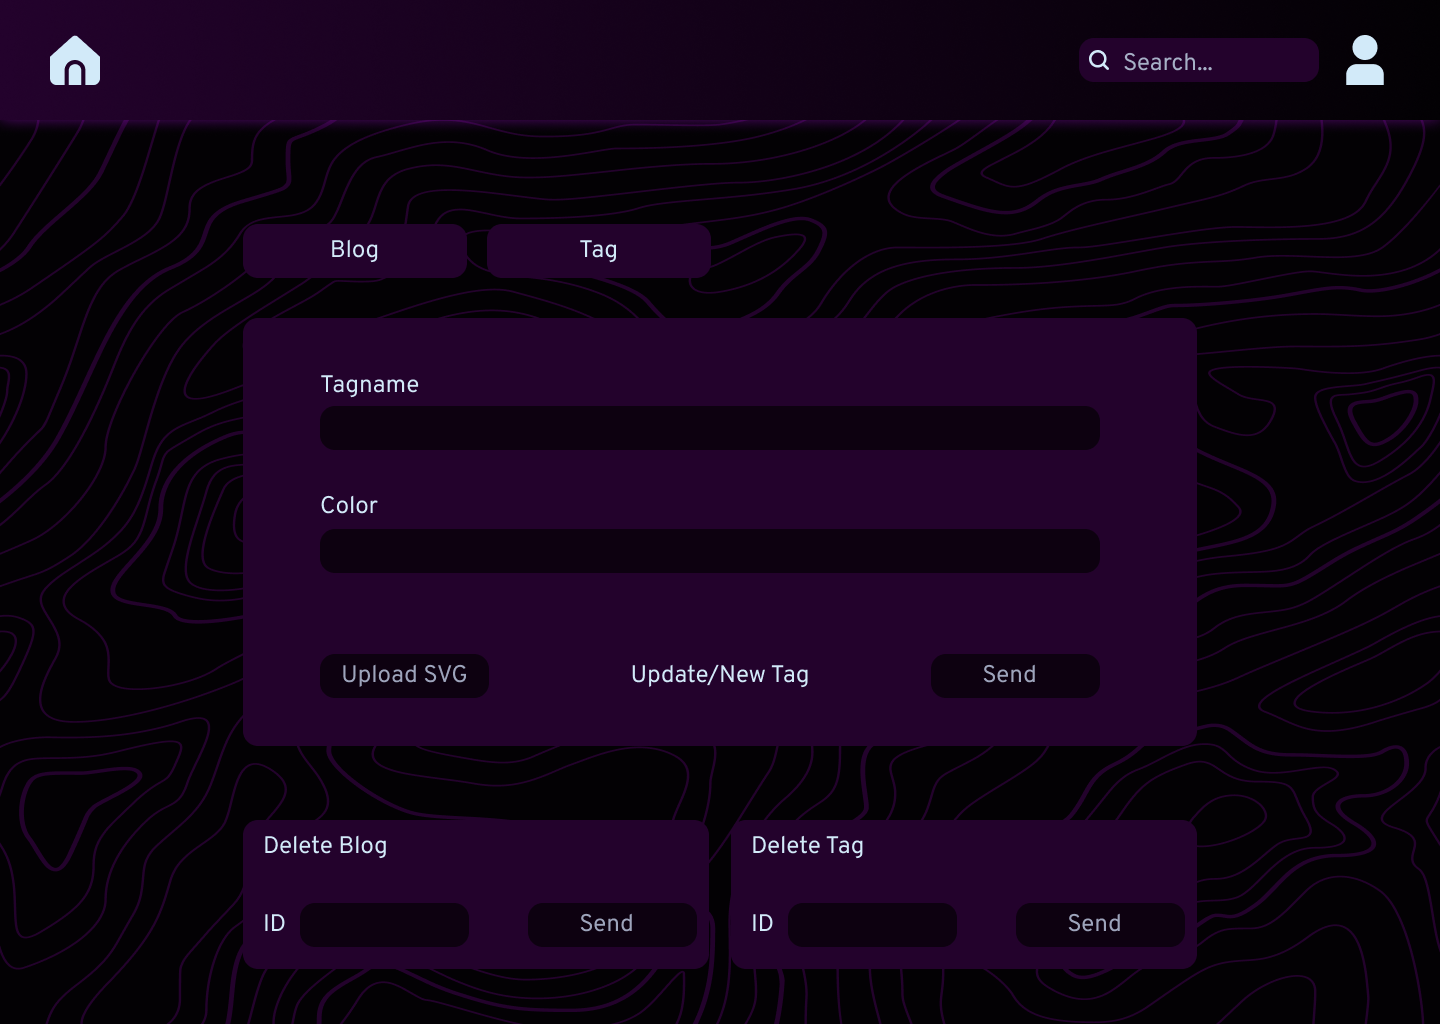 Search...
Blog
Tag
Tagname
Color
Upload SVG
Update/New Tag
Send
Delete Blog
ID
Send
Delete Tag
ID
Send